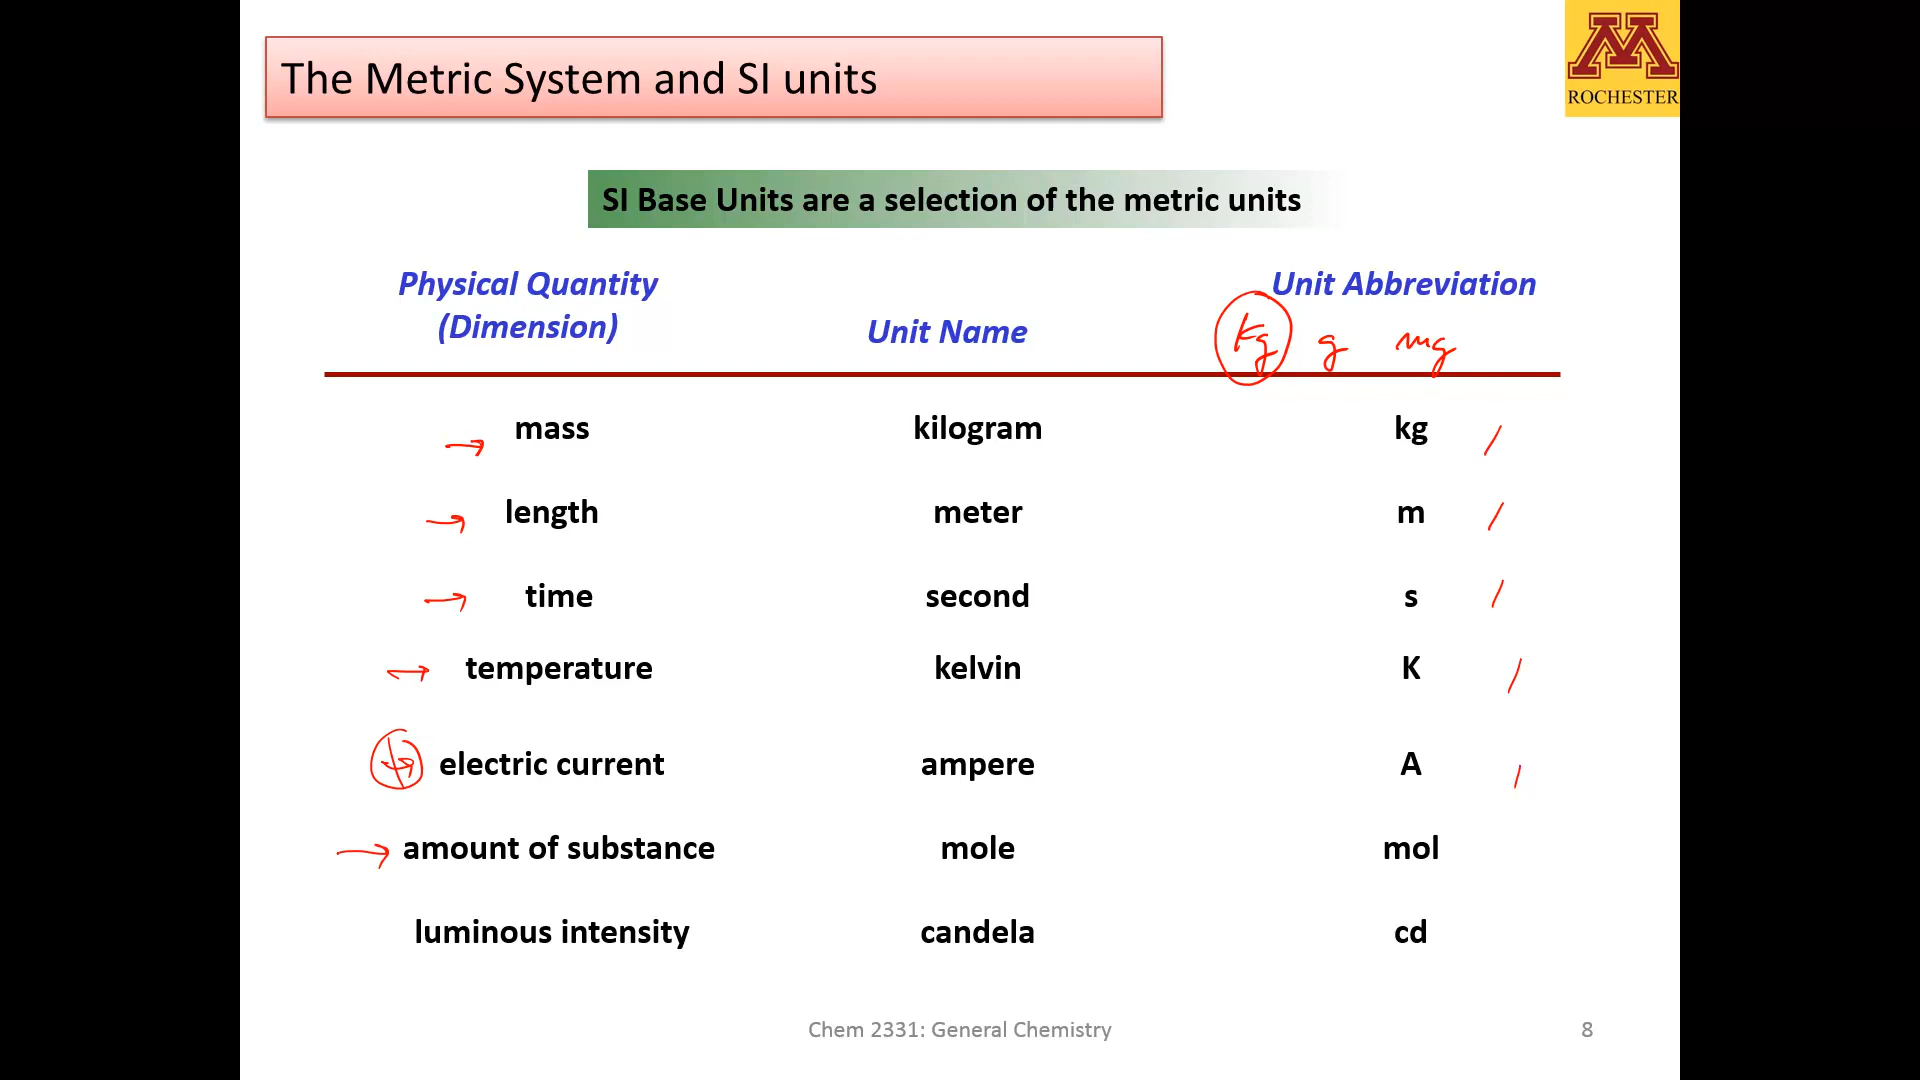 The Metric System and SI units
M
ROCHESTER
SI Base Units are a selection of the metric units
Physical Quantity
(Dimension)
Unit Name
Unit Abbreviation
kg g mg
mass kilogram kg
length meter m
time second s
temperature kelvin K
electric current ampere A
amount of substance mole mol
luminous intensity candela cd
Chem 2331: General Chemistry 8